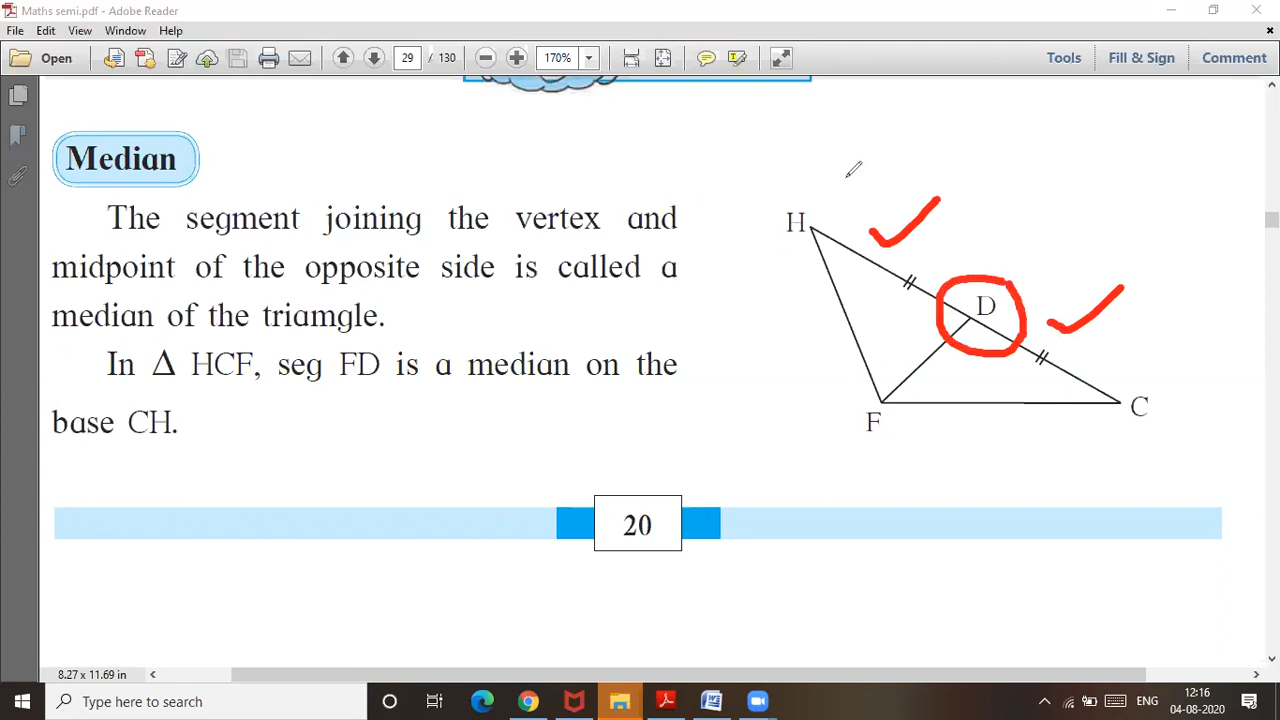 Maths semi.pdf - Adobe Reader
File Edit View Window Help
Open 29 / 130 170% Tools Fill & Sign Comment
Median
The segment joining the vertex and
midpoint of the opposite side is called a
median of the triamgle.
In Δ HCF, seg FD is a median on the
base CH.
H
D
F
C
20
8.27 x 11.69 in
Type here to search
ENG
12:16
04-08-2020